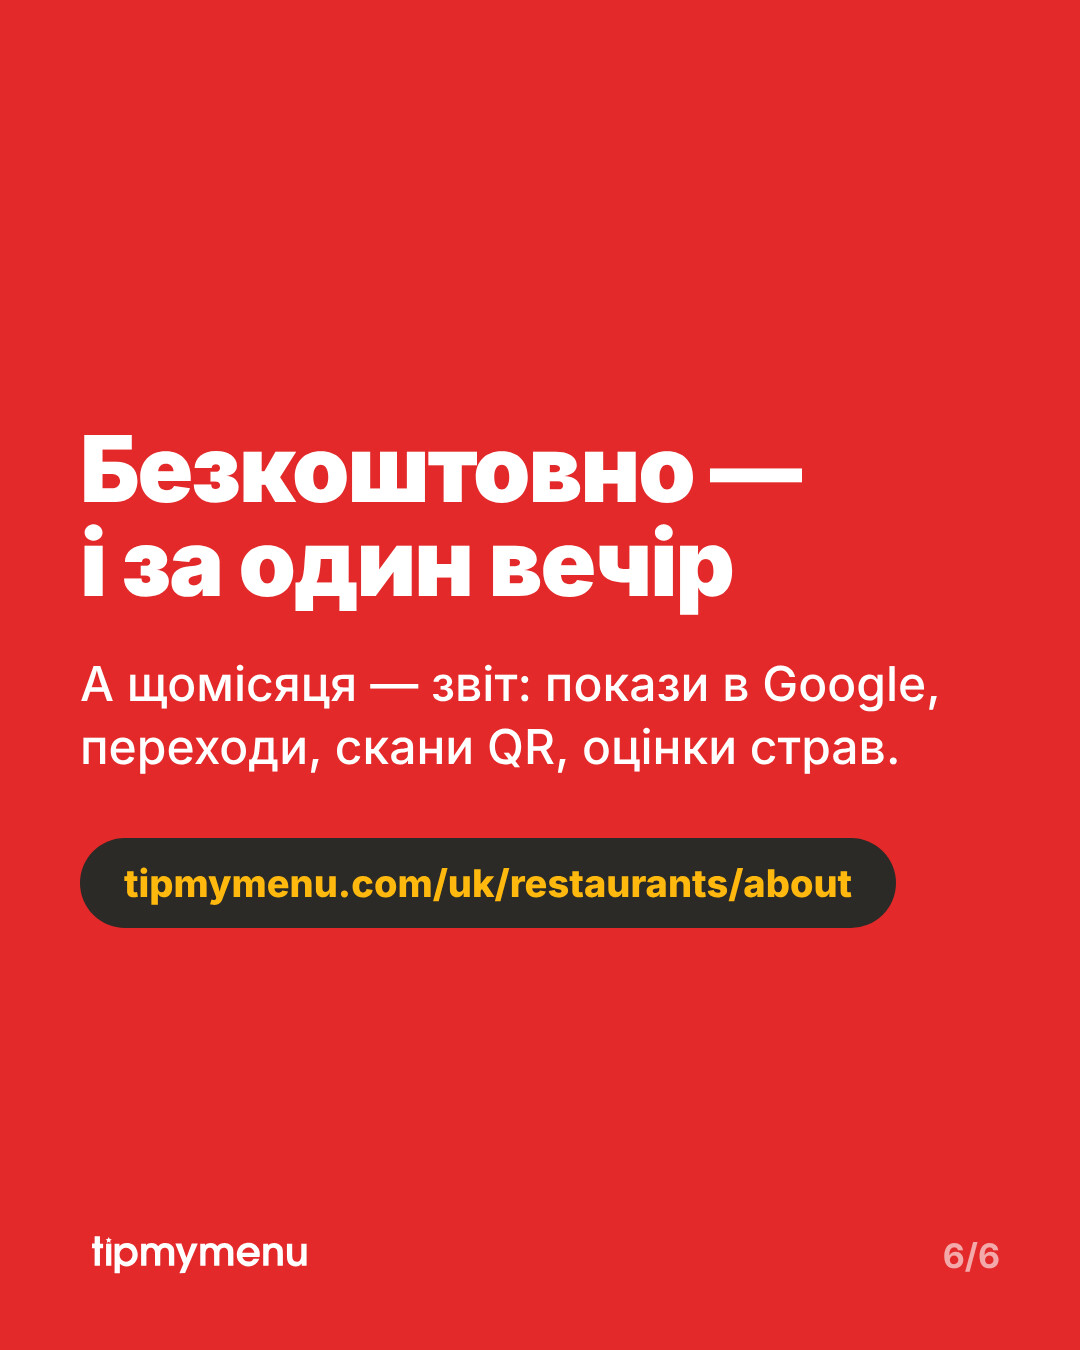 Безкоштовно —
і за один вечір
А щомісяця — звіт: покази в Google,
переходи, скани QR, оцінки страв.
tipmymenu.com/uk/restaurants/about
tipmymenu
6/6